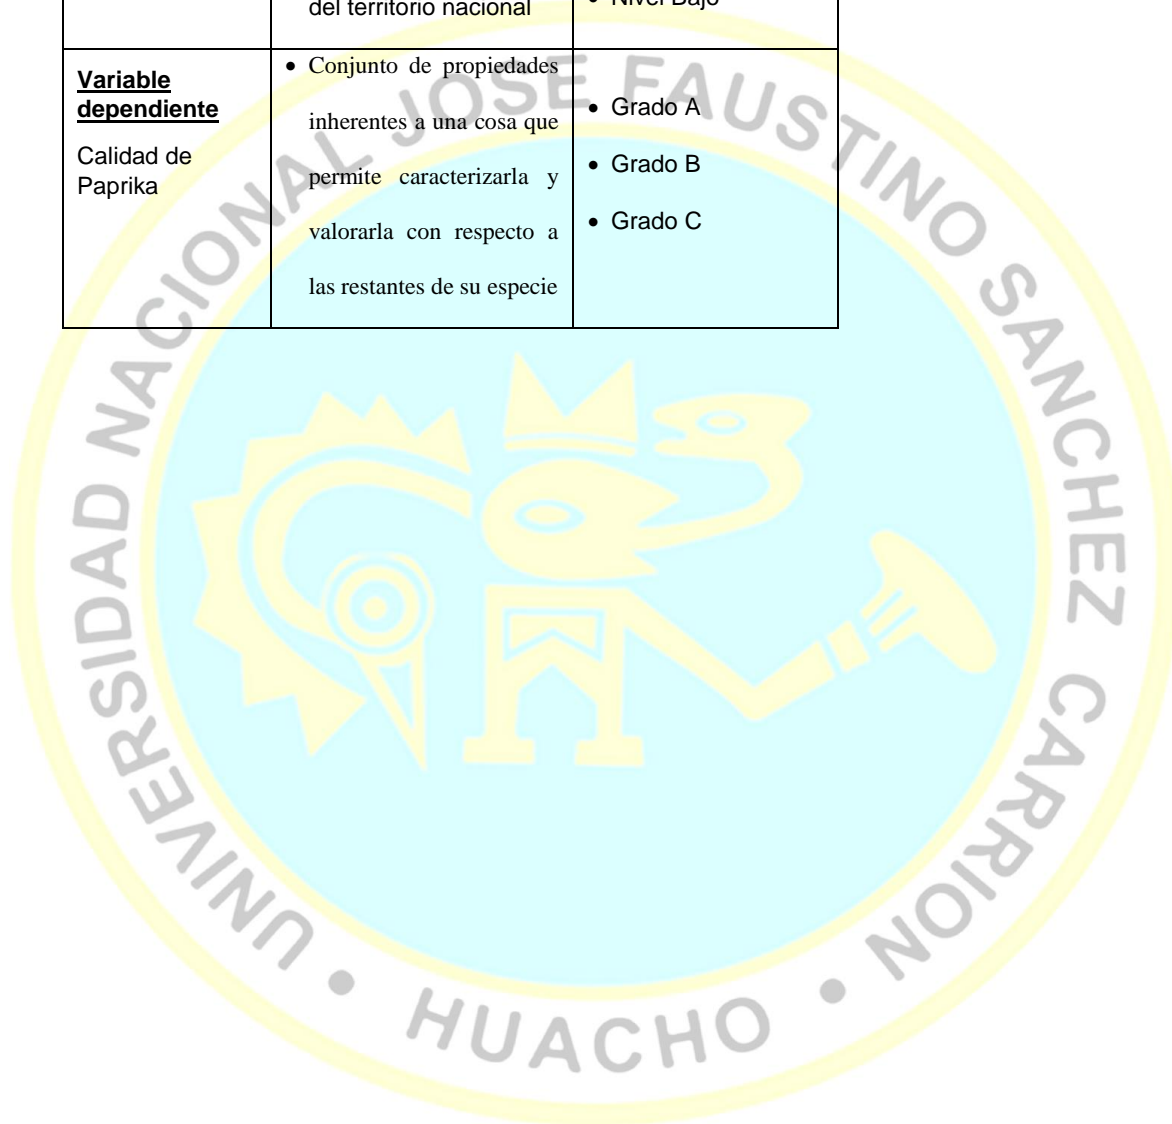 del territorio nacional
• Nivel Bajo
Variable
dependiente
Calidad de
Paprika
• Conjunto de propiedades
inherentes a una cosa que
permite caracterizarla y
valorarla con respecto a
las restantes de su especie
• Grado A
• Grado B
• Grado C
UNIVERSIDAD NACIONAL JOSE FAUSTINO SANCHEZ CARRION
• HUACHO •